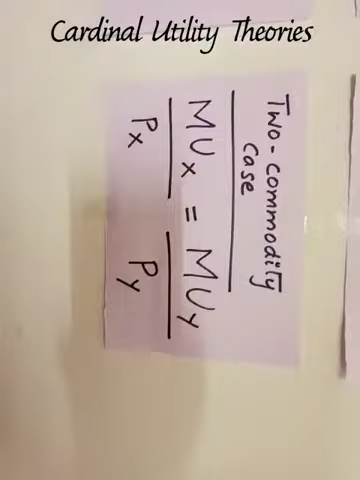 Cardinal Utility Theories
Two-commodity
case
MUx = MUy
Px Py